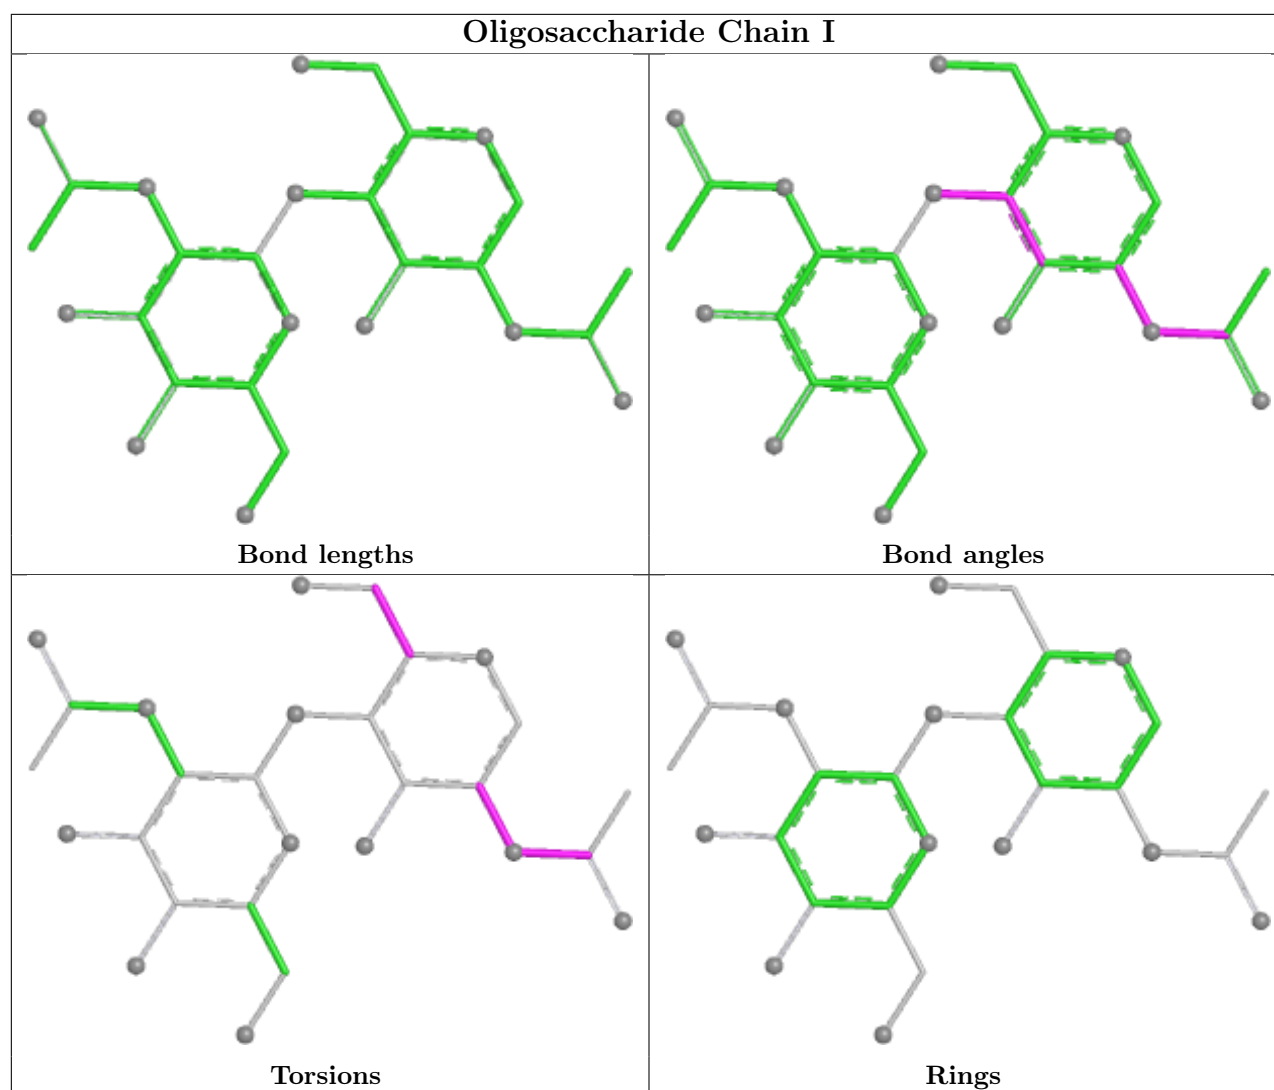 Oligosaccharide Chain I
Bond lengths
Bond angles
Torsions
Rings